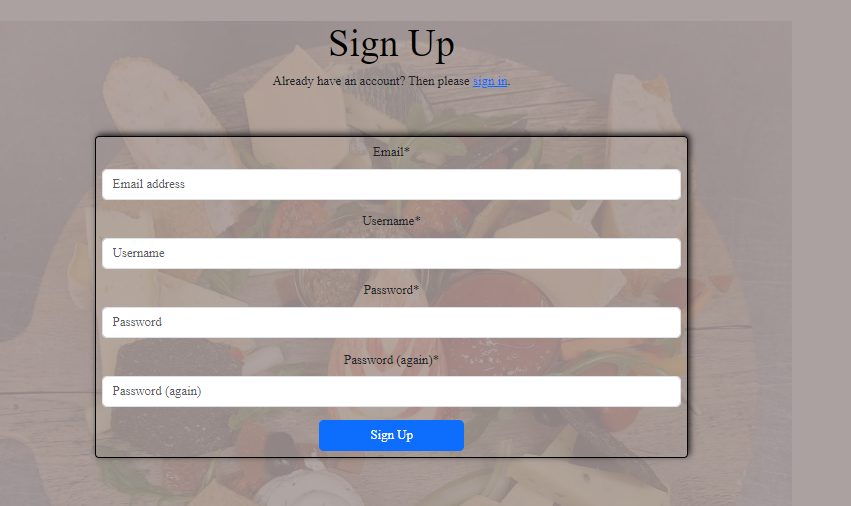 Sign Up
Already have an account? Then please sign in.
Email*
Email address
Username*
Username
Password*
Password
Password (again)*
Password (again)
Sign Up